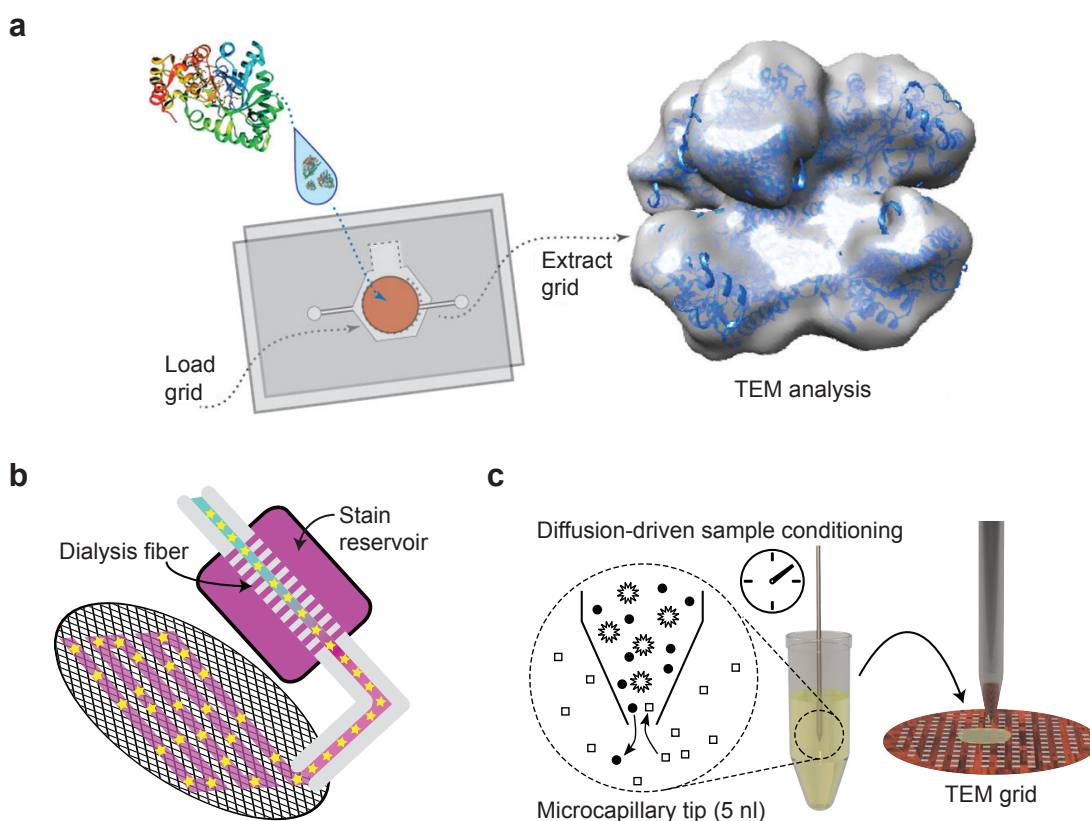 a
Load
grid
Extract
grid
TEM analysis
b
Dialysis fiber
Stain
reservoir
c
Diffusion-driven sample conditioning
Microcapillary tip (5 nl)
TEM grid